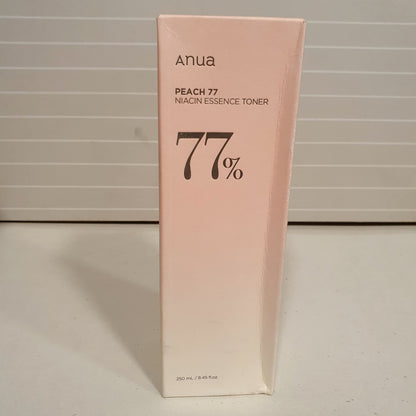 Anua
PEACH 77
NIACIN ESSENCE TONER
77%
250 mL / 8.45 fl.oz